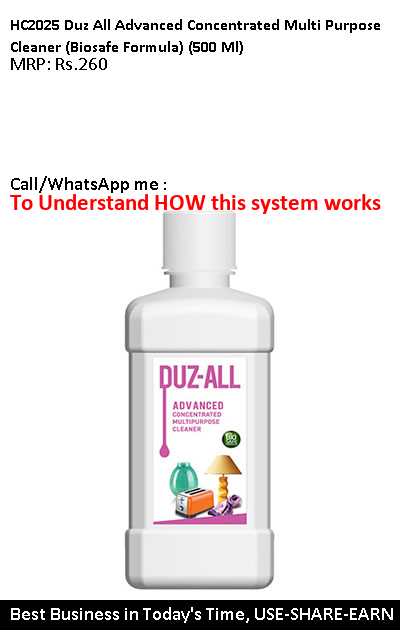 HC2025 Duz All Advanced Concentrated Multi Purpose
Cleaner (Biosafe Formula) (500 Ml)
MRP: Rs.260
Call/WhatsApp me :
To Understand HOW this system works
DUZ-ALL
ADVANCED
CONCENTRATED
MULTIPURPOSE
CLEANER
BIO
SAFE
Best Business in Today's Time, USE-SHARE-EARN